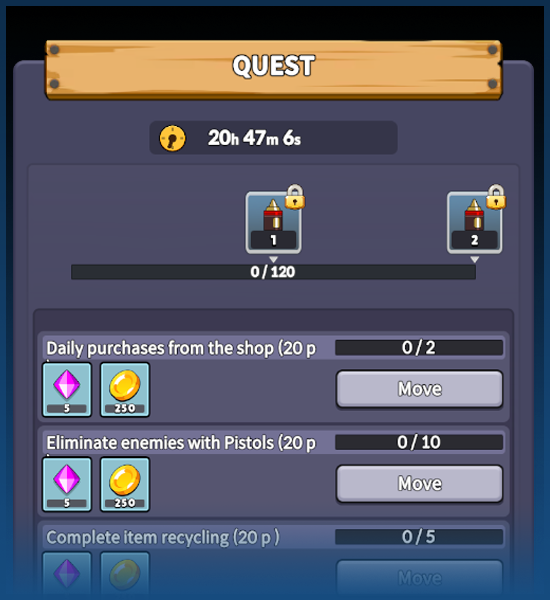 QUEST
20h 47m 6s
1
2
0 / 120
Daily purchases from the shop (20 p
0 / 2
5
250
Move
Eliminate enemies with Pistols (20 p
0 / 10
5
250
Move
Complete item recycling (20 p )
0 / 5
Move